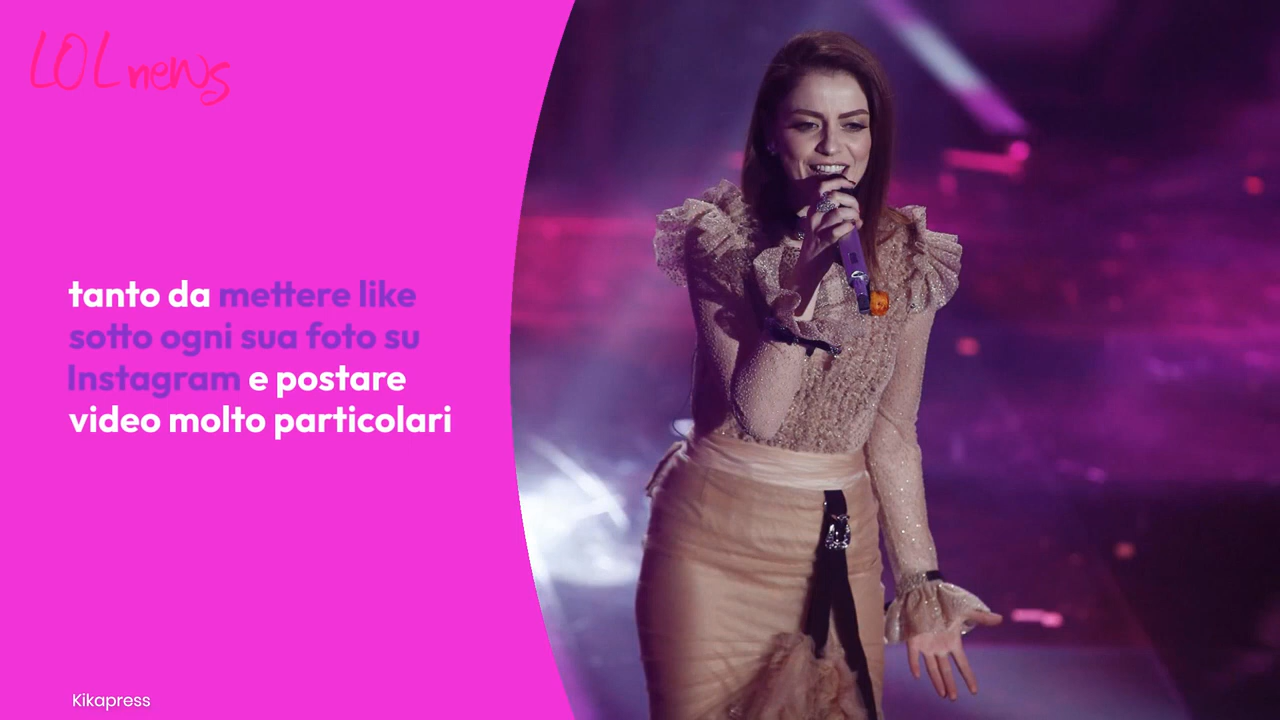 LOL news
tanto da mettere like
sotto ogni sua foto su
Instagram e postare
video molto particolari
Kikapress